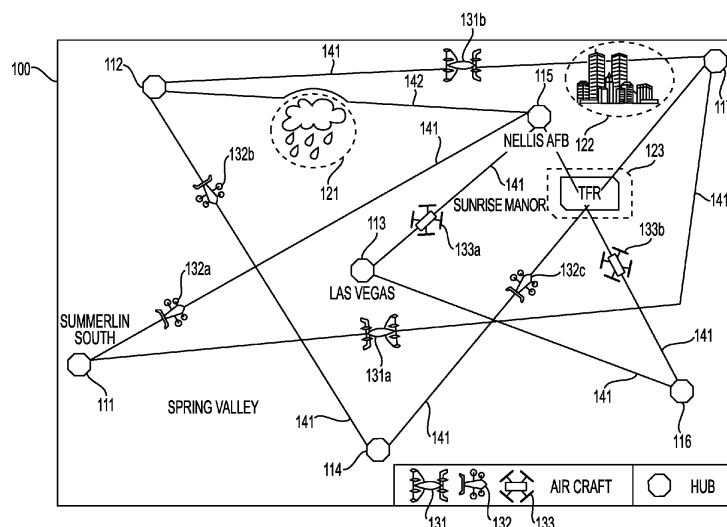 131b
100
112
141
115
141
142
141
NELLIS AFB
122
123
121
132b
141
TFR
SUNRISE MANOR
141
113
133a
133b
132c
132a
LAS VEGAS
SUMMERLIN
SOUTH
131a
141
111
SPRING VALLEY
141
141
141
116
114
AIR CRAFT
HUB
131
132
133